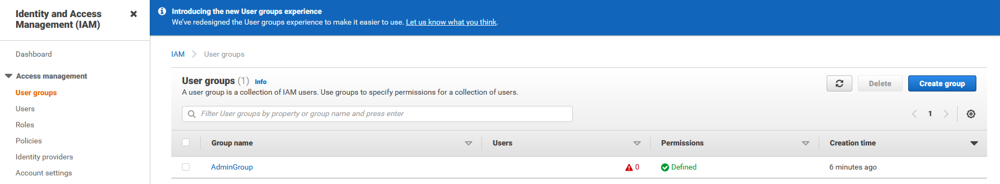 Identity and Access
Management (IAM)
Dashboard
Access management
User groups
Users
Roles
Policies
Identity providers
Account settings
Introducing the new User groups experience
We've redesigned the User groups experience to make it easier to use. Let us know what you think.
IAM User groups
User groups (1) Info
A user group is a collection of IAM users. Use groups to specify permissions for a collection of users.
Delete Create group
Filter User groups by property or group name and press enter
1
Group name Users Permissions Creation time
AdminGroup 0 Defined 6 minutes ago